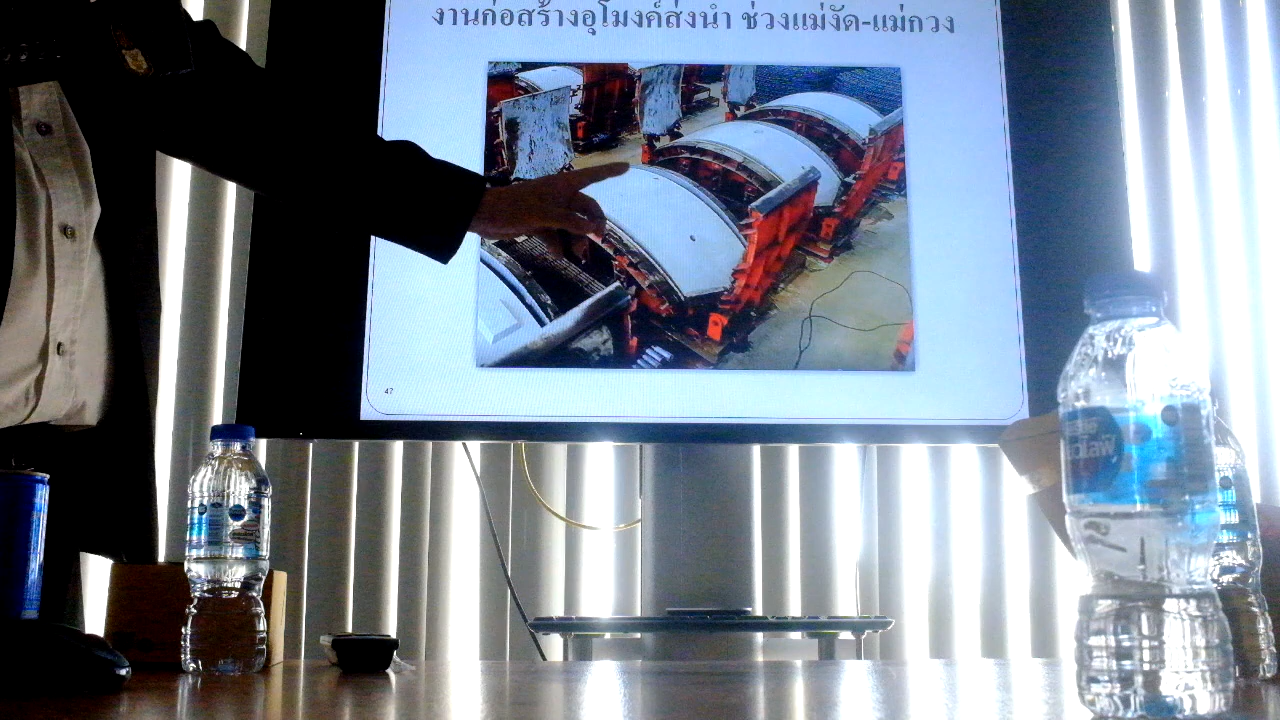 งานก่อสร้างอุโมงค์ส่งน้ำ ช่วงแม่งัด-แม่กวง
47